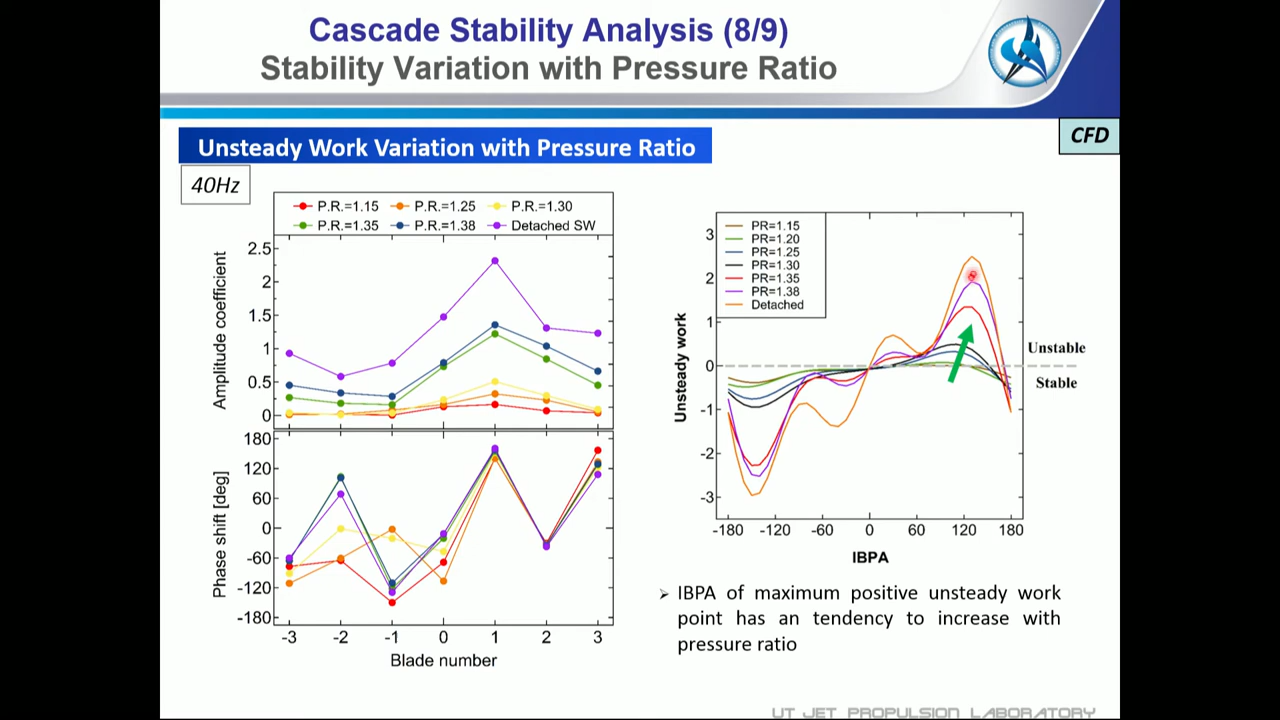 Cascade Stability Analysis (8/9)
Stability Variation with Pressure Ratio
CFD
Unsteady Work Variation with Pressure Ratio
40Hz
P.R.=1.15 P.R.=1.25 P.R.=1.30
P.R.=1.35 P.R.=1.38 Detached SW
Amplitude coefficient
2.5
2
1.5
1
0.5
0
Phase shift [deg]
180
120
60
0
-60
-120
-180
-3 -2 -1 0 1 2 3
Blade number
PR=1.15
PR=1.20
PR=1.25
PR=1.30
PR=1.35
PR=1.38
Detached
Unsteady work
3
2
1
0
-1
-2
-3
Unstable
Stable
-180 -120 -60 0 60 120 180
IBPA
➢ IBPA of maximum positive unsteady work
point has an tendency to increase with
pressure ratio
UT JET PROPULSION LABORATORY